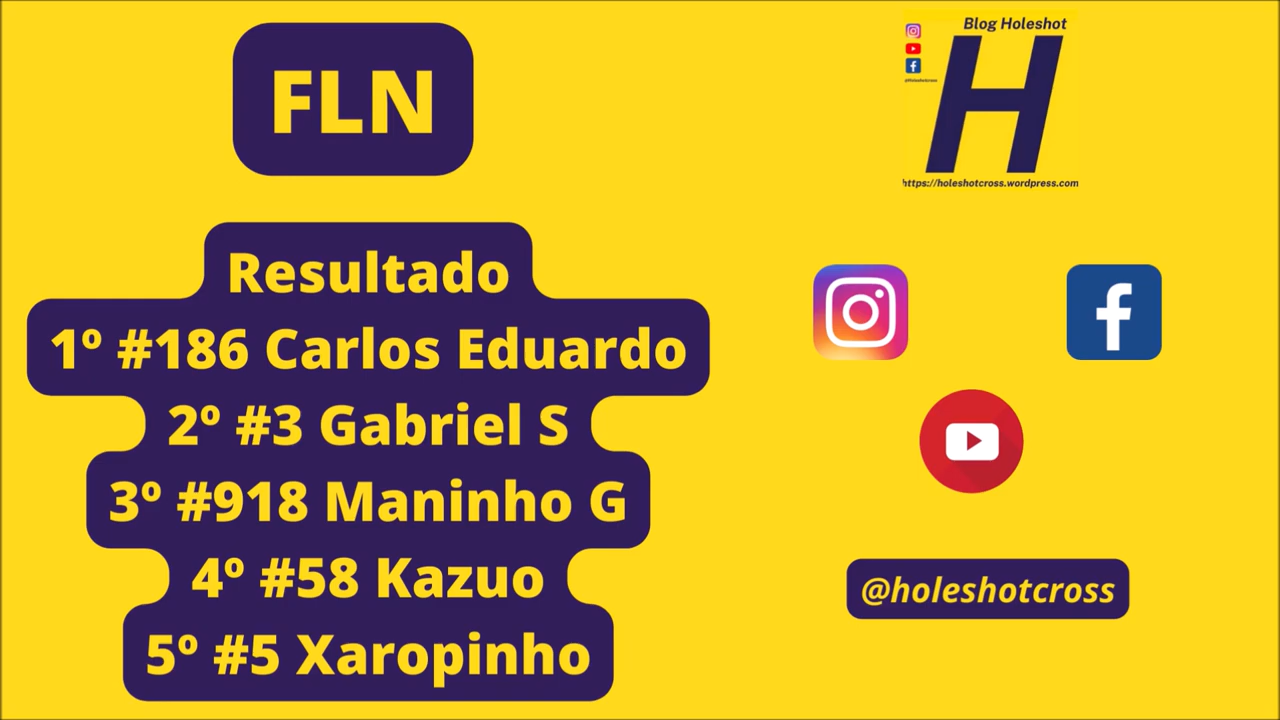 FLN
Resultado
1º #186 Carlos Eduardo
2º #3 Gabriel S
3º #918 Maninho G
4º #58 Kazuo
5º #5 Xaropinho
Blog Holeshot
@holeshotcross
H
https://holeshotcross.wordpress.com
@holeshotcross